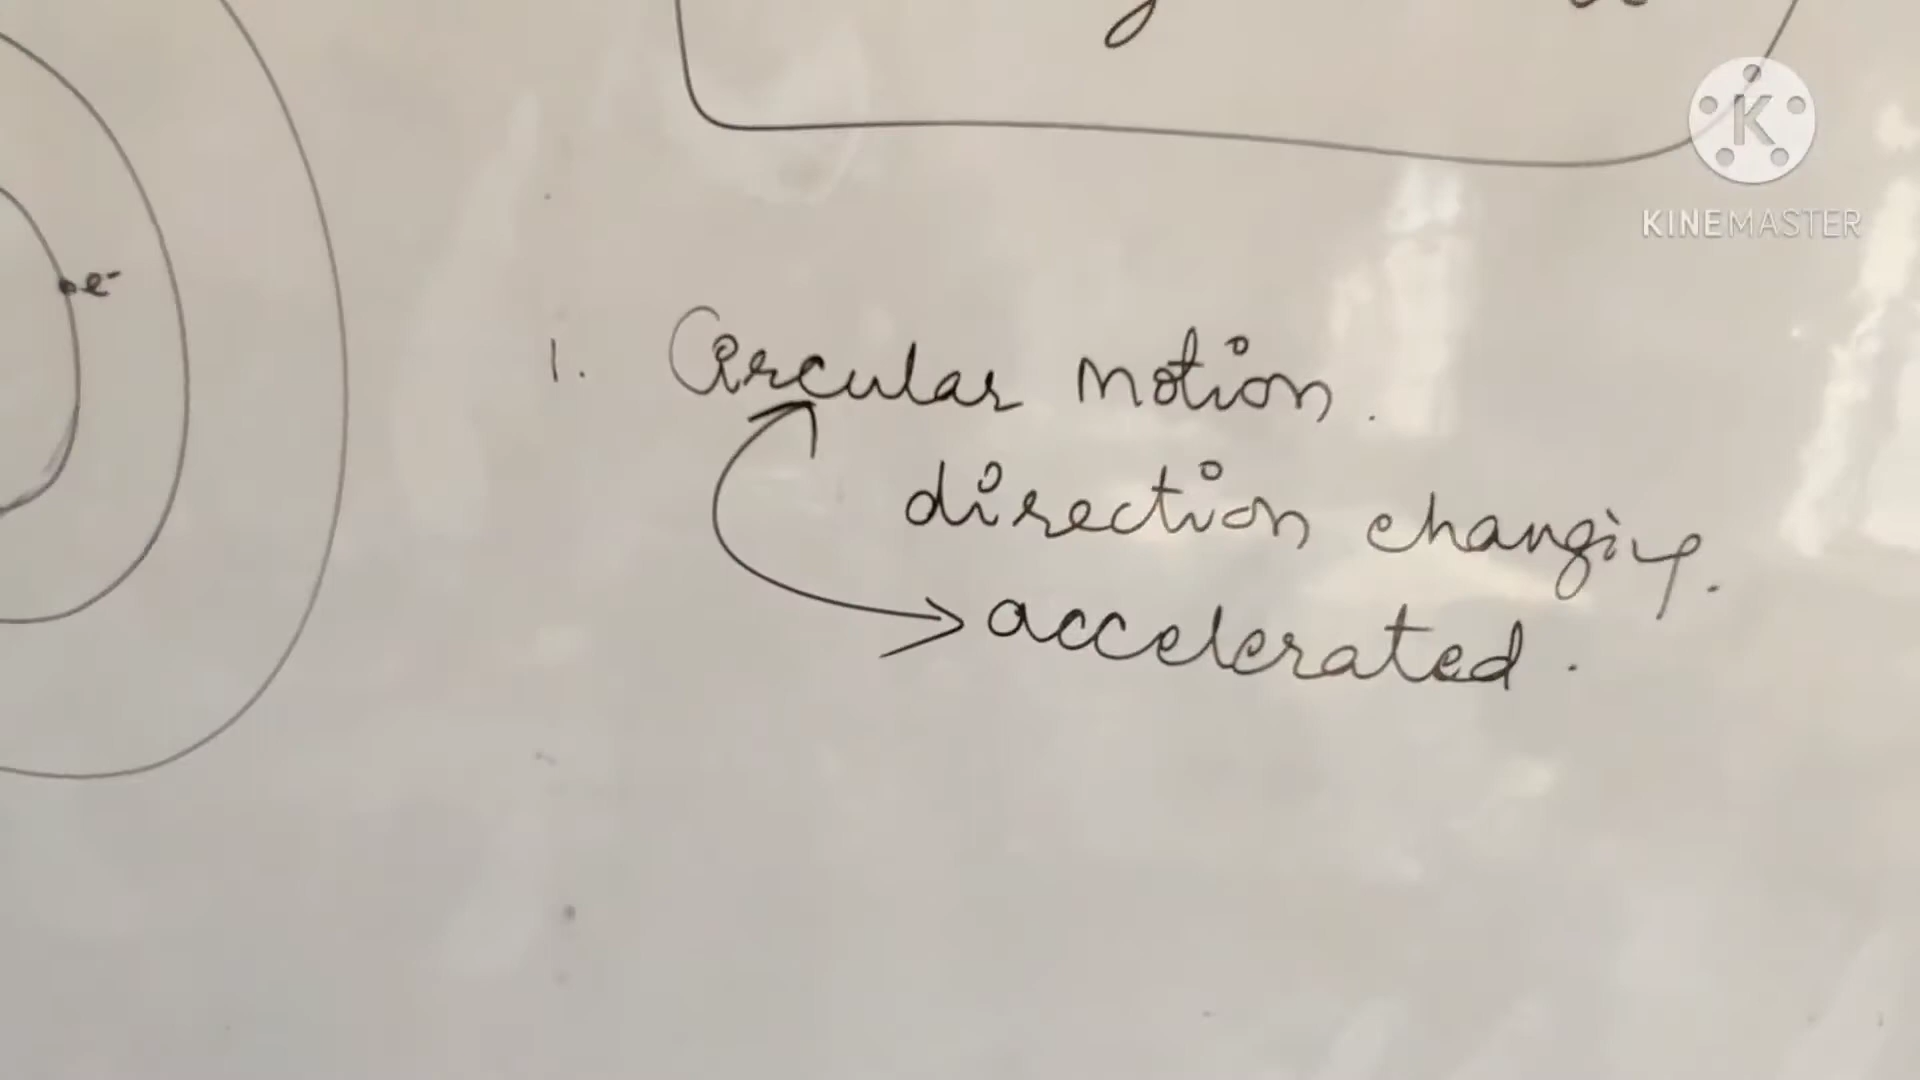 K
KINEMASTER
e-
1. Circular motion.
direction changing.
accelerated.